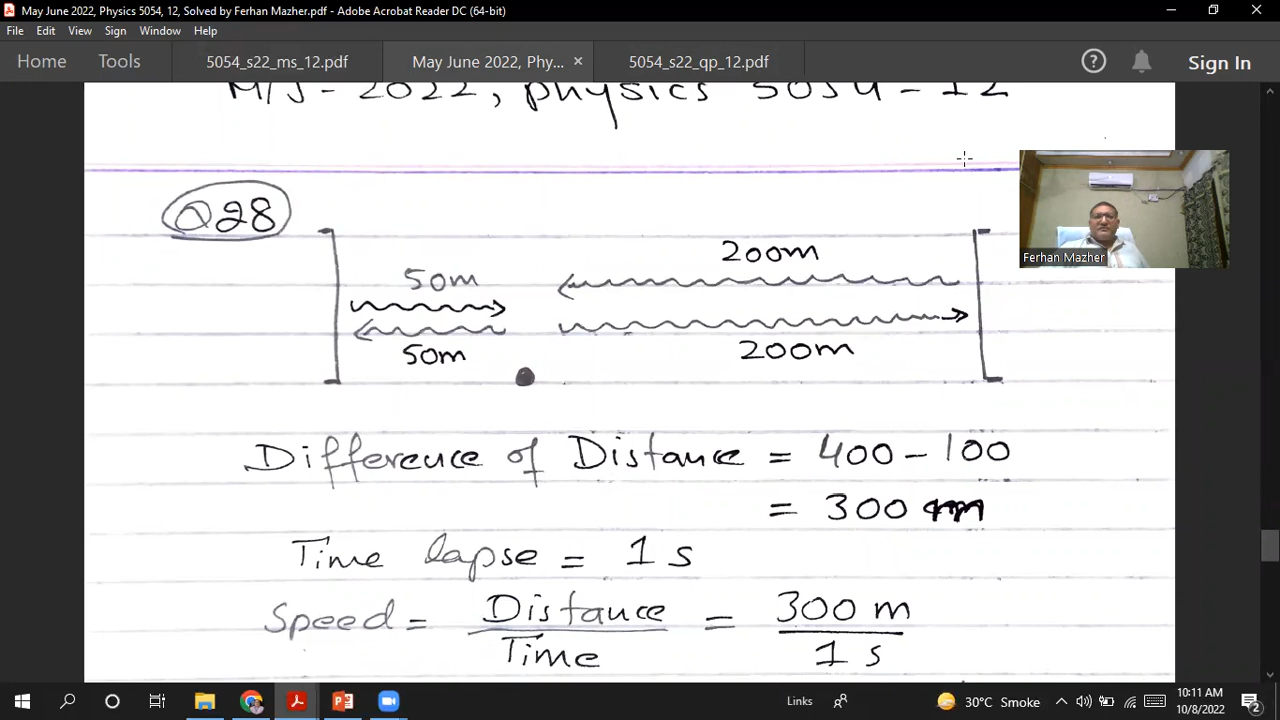 May June 2022, Physics 5054, 12, Solved by Ferhan Mazher.pdf - Adobe Acrobat Reader DC (64-bit)
File Edit View Sign Window Help
Home Tools 5054_s22_ms_12.pdf May June 2022, Phy... × 5054_s22_qp_12.pdf ? Sign In
M/J - 2022, physics 5054 - 12
Q28
200m
50m
50m
200m
Ferhan Mazher
Difference of Distance = 400 - 100
= 300 m
Time lapse = 1 s
Speed = Distance / Time = 300 m / 1 s
Links
30°C Smoke
10:11 AM
10/8/2022
2